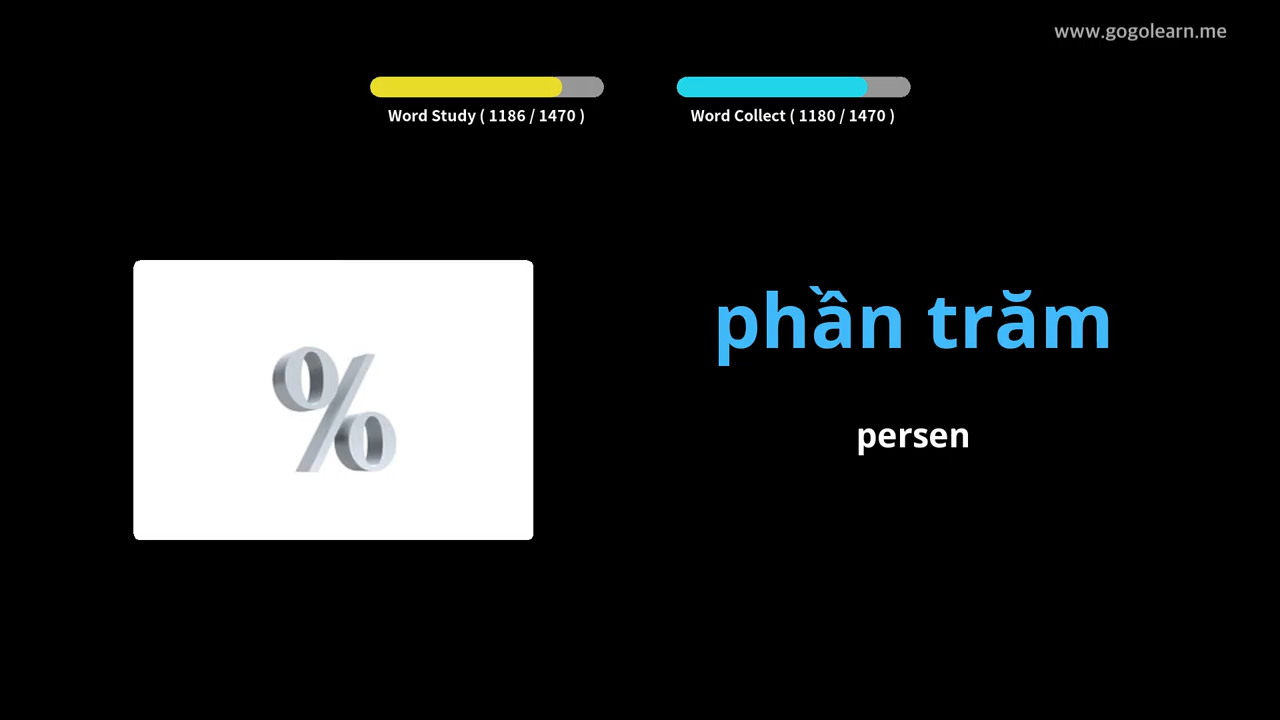 www.gogolearn.me
Word Study ( 1186 / 1470 )
Word Collect ( 1180 / 1470 )
%
phần trăm
persen